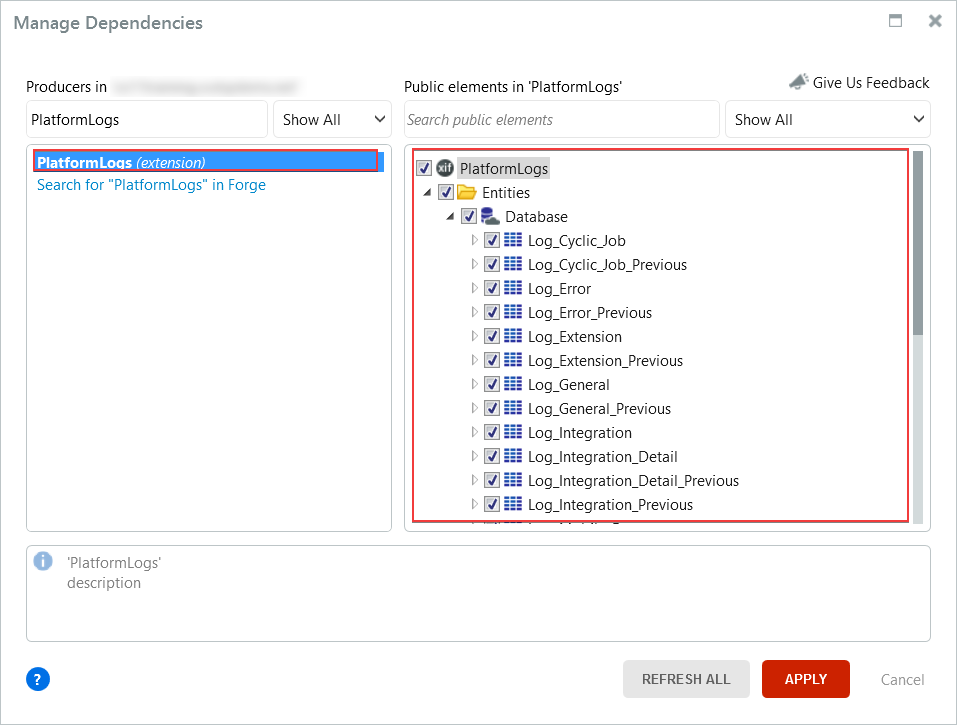 Manage Dependencies
Producers in
Public elements in 'PlatformLogs'
Give Us Feedback
PlatformLogs
Show All
Search public elements
Show All
PlatformLogs (extension)
Search for "PlatformLogs" in Forge
xif PlatformLogs
Entities
Database
Log_Cyclic_Job
Log_Cyclic_Job_Previous
Log_Error
Log_Error_Previous
Log_Extension
Log_Extension_Previous
Log_General
Log_General_Previous
Log_Integration
Log_Integration_Detail
Log_Integration_Detail_Previous
Log_Integration_Previous
'PlatformLogs'
description
?
REFRESH ALL
APPLY
Cancel